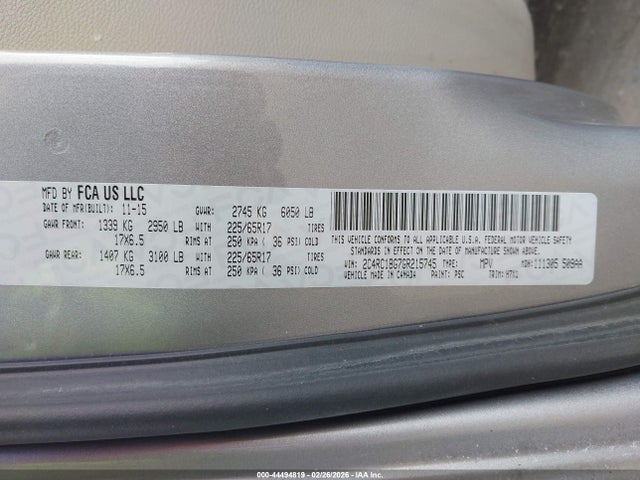 MFD BY FCA US LLC
DATE OF MFR(BUILT): 11-15 GVWR: 2745 KG 6050 LB
GAWR FRONT: 1339 KG 2950 LB WITH 225/65R17 TIRES
17X6.5 RIMS AT 250 KPA ( 36 PSI) COLD
GAWR REAR: 1407 KG 3100 LB WITH 225/65R17 TIRES
17X6.5 RIMS AT 250 KPA ( 36 PSI) COLD
THIS VEHICLE CONFORMS TO ALL APPLICABLE U.S.A. FEDERAL MOTOR VEHICLE SAFETY
STANDARDS IN EFFECT ON THE DATE OF MANUFACTURE SHOWN ABOVE.
VIN: 2C4RC1BG7GR215745 TYPE: MPV MDH: 111305 509AA
VEHICLE MADE IN CANADA PAINT: PSC TRIM: H7X1
000-44494819 - 02/26/2026 - IAA Inc.